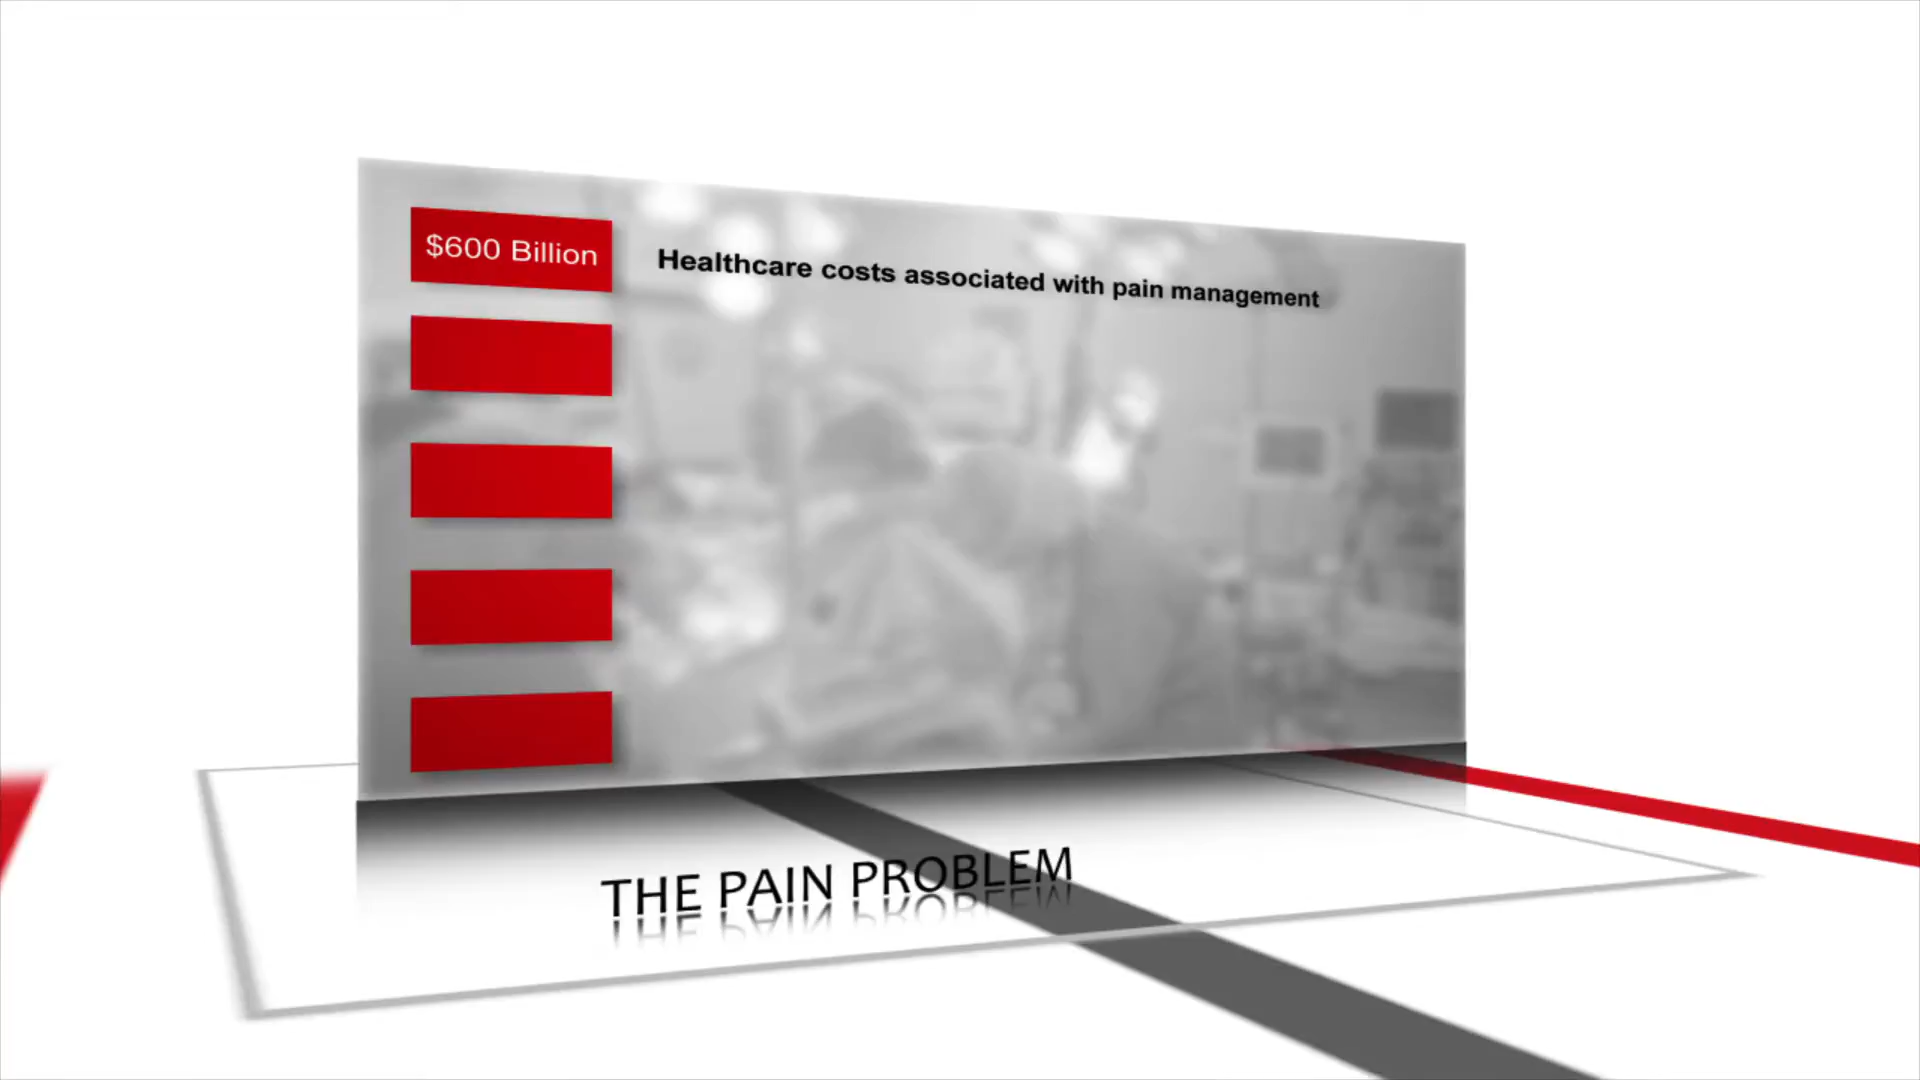 $600 Billion
Healthcare costs associated with pain management
THE PAIN PROBLEM